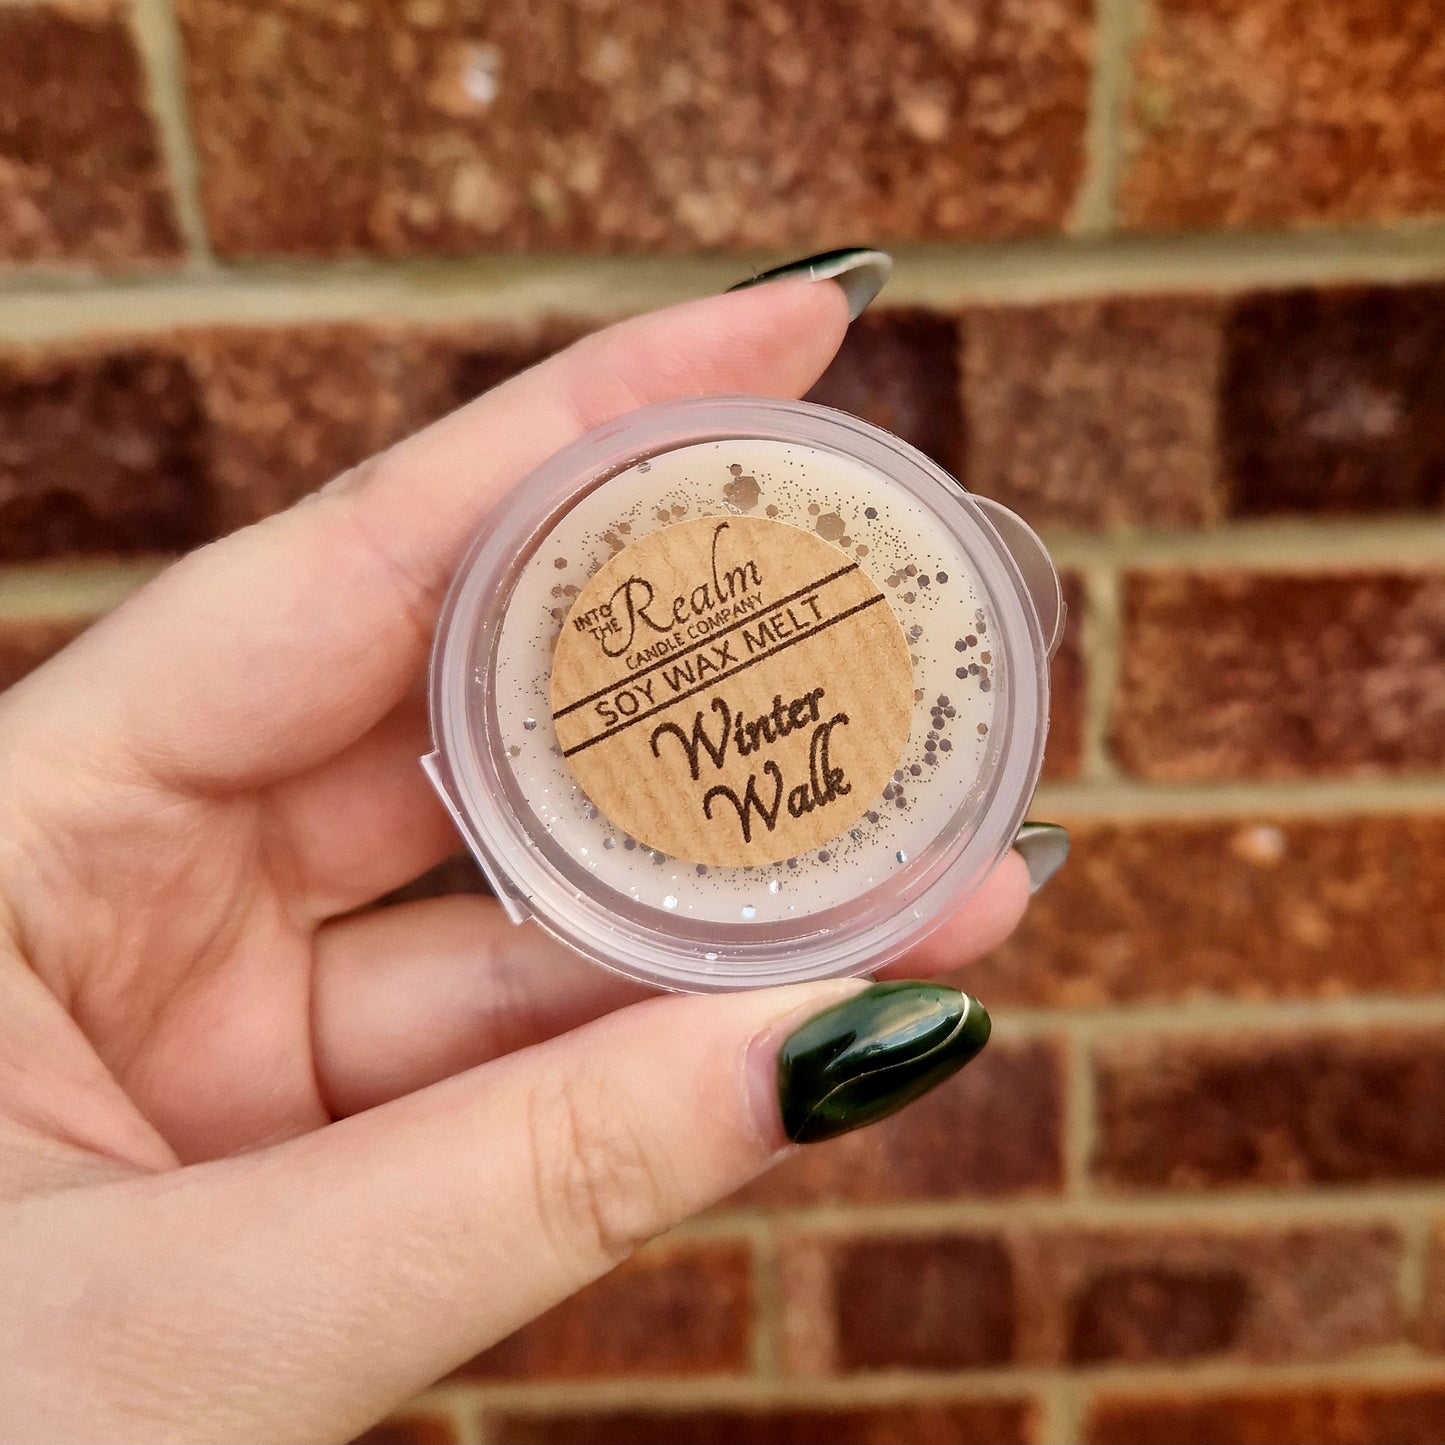 INTO
THE Realm
CANDLE COMPANY
SOY WAX MELT
Winter
Walk